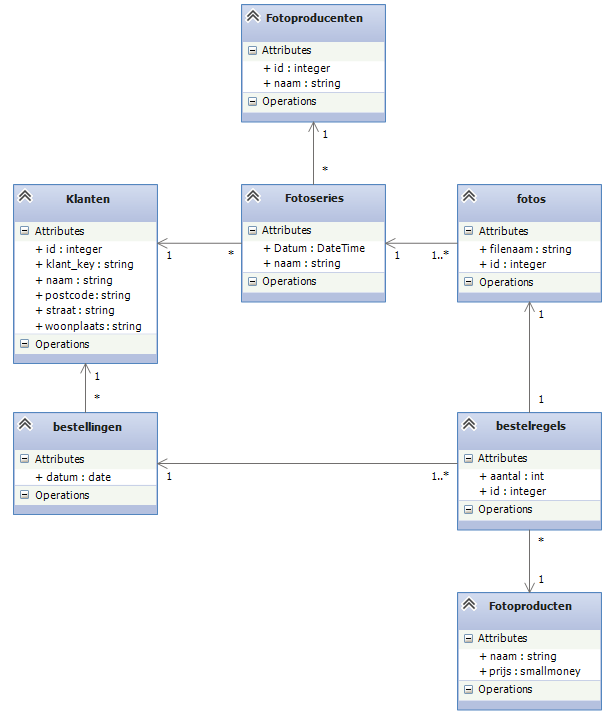 Fotoproducenten
Attributes
+ id : integer
+ naam : string
Operations
1
*
Klanten
Attributes
+ id : integer
+ klant_key : string
+ naam : string
+ postcode : string
+ straat : string
+ woonplaats : string
Operations
1
*
Fotoseries
Attributes
+ Datum : DateTime
+ naam : string
Operations
1
1..*
fotos
Attributes
+ filenaam : string
+ id : integer
Operations
1
*
1
1
bestellingen
Attributes
+ datum : date
Operations
1
1..*
bestelregels
Attributes
+ aantal : int
+ id : integer
Operations
*
1
Fotoproducten
Attributes
+ naam : string
+ prijs : smallmoney
Operations